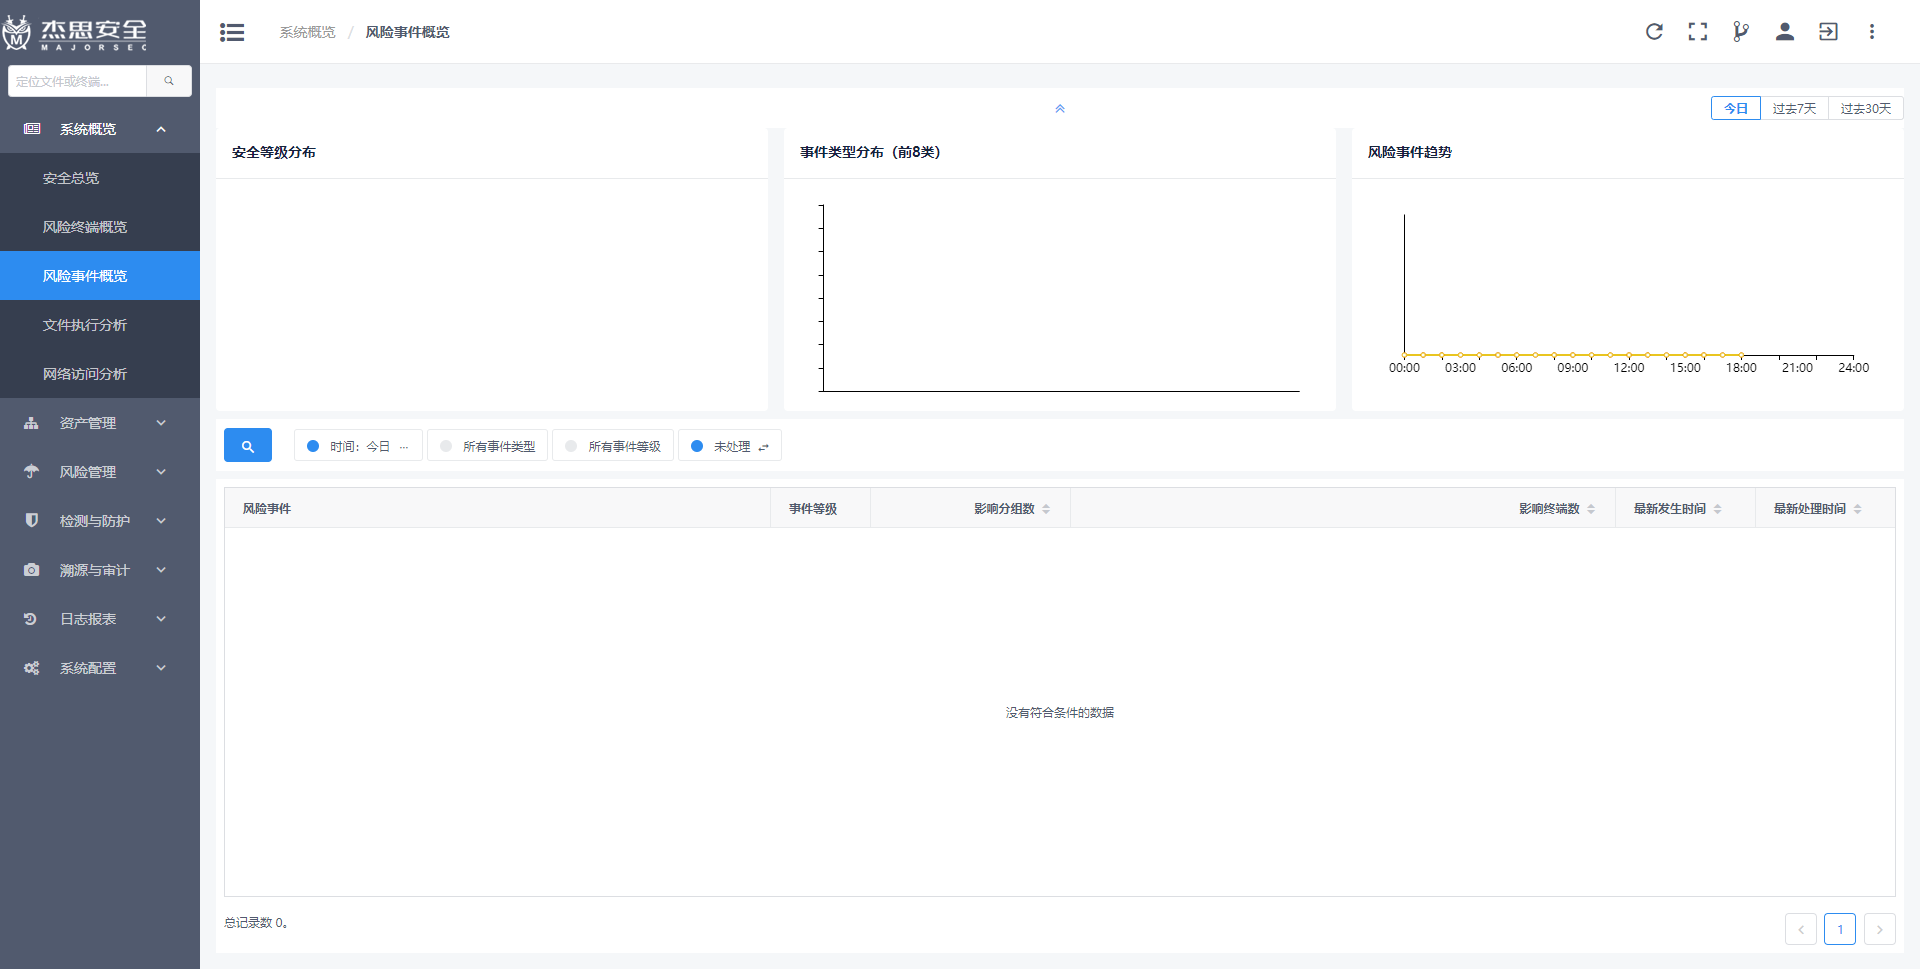 杰思安全
MAJORSEC
定位文件或终端...
系统概览
安全总览
风险终端概览
风险事件概览
文件执行分析
网络访问分析
资产管理
风险管理
检测与防护
溯源与审计
日志报表
系统配置
系统概览 / 风险事件概览
今日 过去7天 过去30天
安全等级分布
事件类型分布（前8类）
风险事件趋势
00:00 03:00 06:00 09:00 12:00 15:00 18:00 21:00 24:00
时间：今日 ... 所有事件类型 所有事件等级 未处理
风险事件 事件等级 影响分组数 影响终端数 最新发生时间 最新处理时间
没有符合条件的数据
总记录数 0。
1